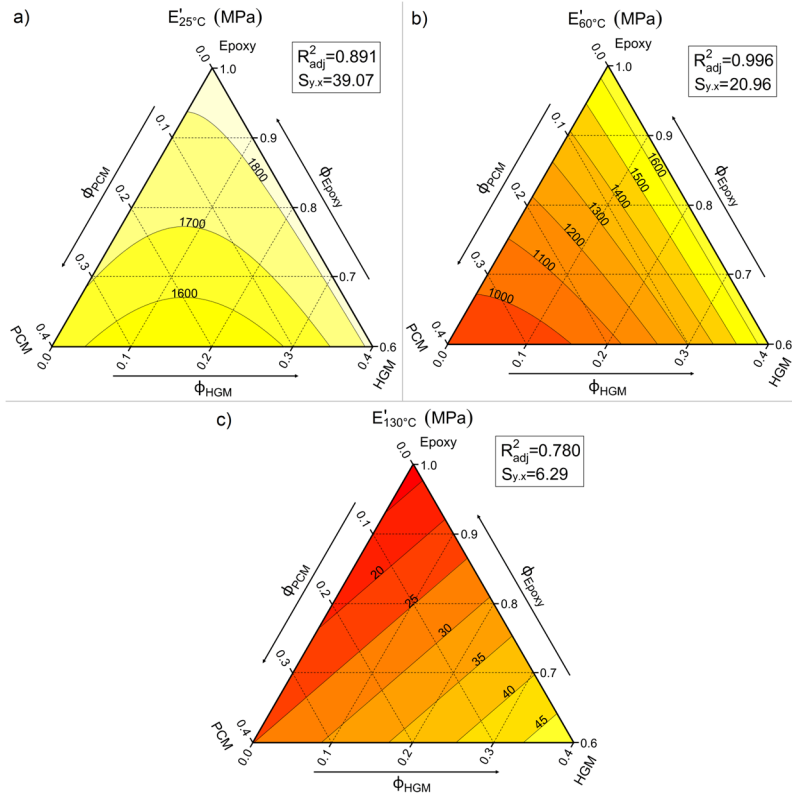 a)
E'25°C (MPa)
Epoxy
R²adj=0.891
Sy.x=39.07
0.0
1.0
0.1
0.9
ϕPCM
ϕEpoxy
1800
0.2
0.8
1700
0.3
0.7
1600
PCM
0.4
0.6
0.0
0.1
0.2
0.3
0.4
HGM
ϕHGM
b)
E'60°C (MPa)
Epoxy
R²adj=0.996
Sy.x=20.96
0.0
1.0
0.1
0.9
ϕPCM
ϕEpoxy
1600
1500
1400
0.2
0.8
1300
1200
1100
0.3
0.7
1000
PCM
0.4
0.6
0.0
0.1
0.2
0.3
0.4
HGM
ϕHGM
c)
E'130°C (MPa)
Epoxy
R²adj=0.780
Sy.x=6.29
0.0
1.0
0.1
0.9
ϕPCM
ϕEpoxy
20
0.2
25
0.8
30
0.3
35
0.7
40
45
PCM
0.4
0.6
0.0
0.1
0.2
0.3
0.4
HGM
ϕHGM